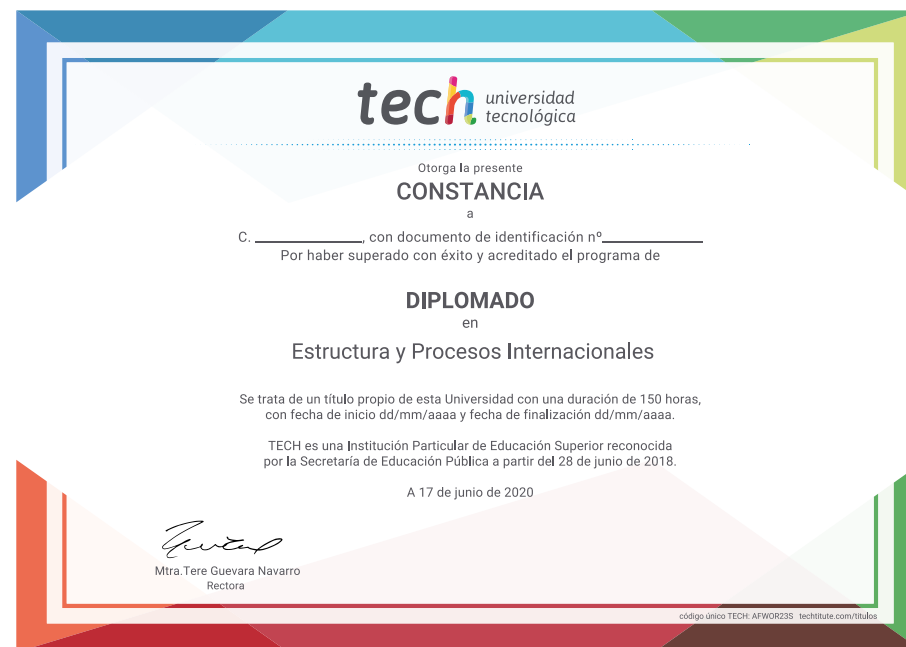 tech universidad
tecnológica
Otorga la presente
CONSTANCIA
a
C. ____________, con documento de identificación nº____________
Por haber superado con éxito y acreditado el programa de
DIPLOMADO
en
Estructura y Procesos Internacionales
Se trata de un título propio de esta Universidad con una duración de 150 horas,
con fecha de inicio dd/mm/aaaa y fecha de finalización dd/mm/aaaa.
TECH es una Institución Particular de Educación Superior reconocida
por la Secretaría de Educación Pública a partir del 28 de junio de 2018.
A 17 de junio de 2020
Mtra.Tere Guevara Navarro
Rectora
código único TECH: AFWOR23S techtitute.com/titulos